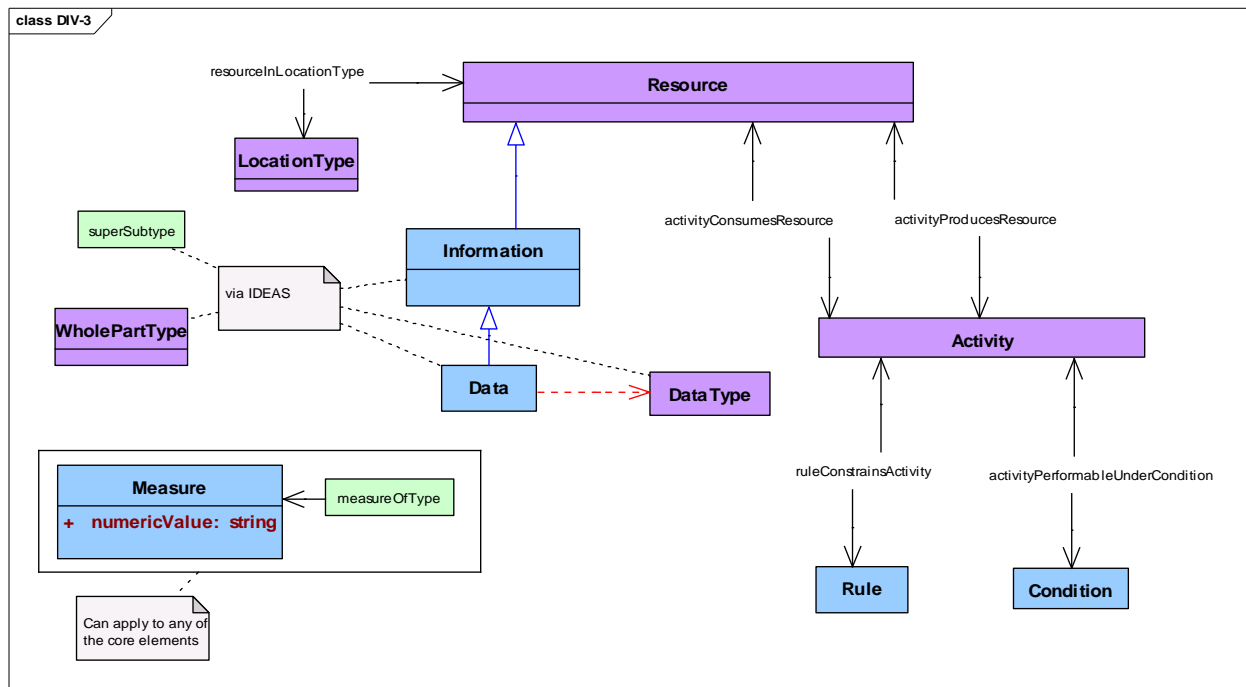 class DIV-3
resourceInLocationType
Resource
LocationType
superSubtype
activityConsumesResource
activityProducesResource
Information
via IDEAS
WholePartType
Activity
Data
DataType
ruleConstrainsActivity
activityPerformableUnderCondition
Measure
+ numericValue: string
measureOfType
Rule
Condition
Can apply to any of
the core elements